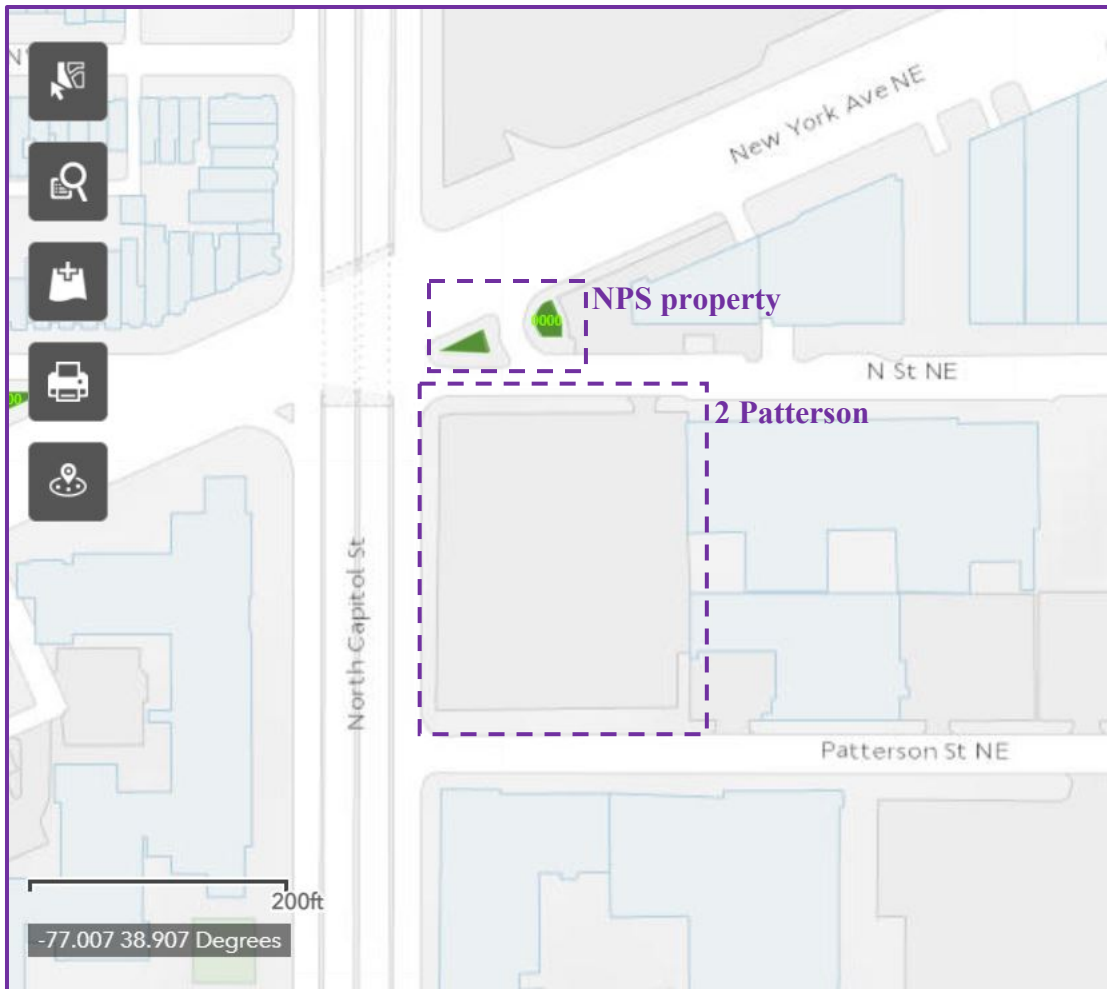 N
New York Ave NE
NPS property
0000
N St NE
00
2 Patterson
North Capitol St
Patterson St NE
200ft
-77.007 38.907 Degrees